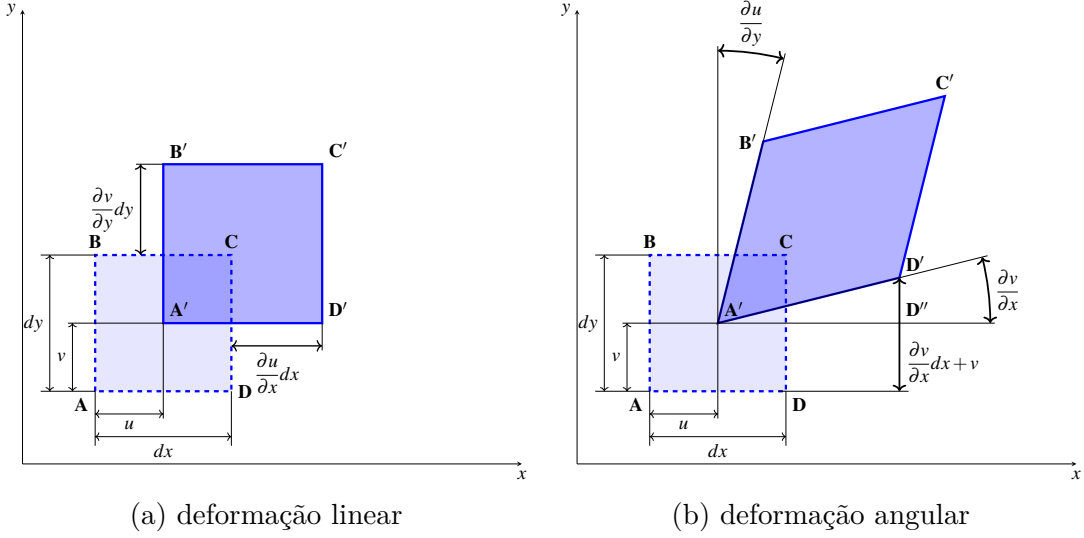 y
B′
C′
∂v/∂y dy
B
C
A′
D′
dy
v
∂u/∂x dx
A
D
u
dx
x
(a) deformação linear
y
∂u/∂y
C′
B′
B
C
D′
A′
D′′
∂v/∂x
dy
v
∂v/∂x dx + v
A
D
u
dx
x
(b) deformação angular